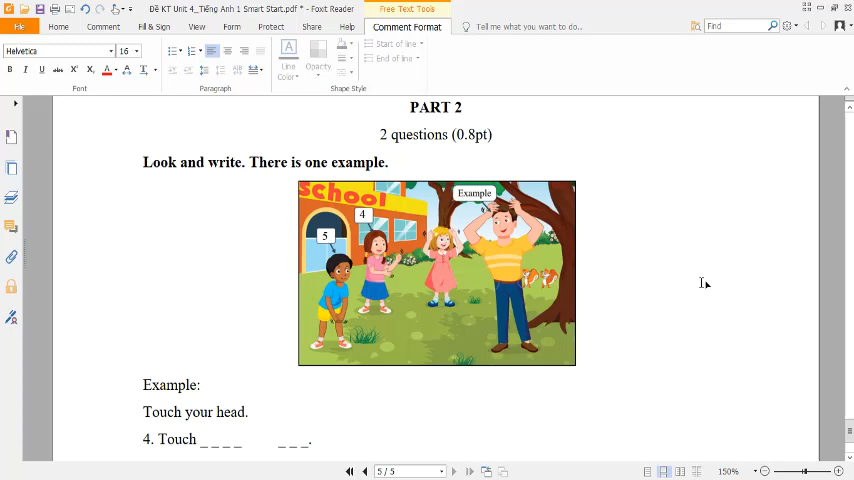 Đề KT Unit 4_Tiếng Anh 1 Smart Start.pdf * - Foxit Reader
Free Text Tools
File
Home
Comment
Fill & Sign
View
Form
Protect
Share
Help
Comment Format
Tell me what you want to do...
Find
Helvetica
16
Line Color
Opacity
Start of line
End of line
Font
Paragraph
Shape Style
PART 2
2 questions (0.8pt)
Look and write. There is one example.
school
Example
4
5
Example:
Touch your head.
4. Touch _ _ _ _ _ _ _.
5 / 5
150%